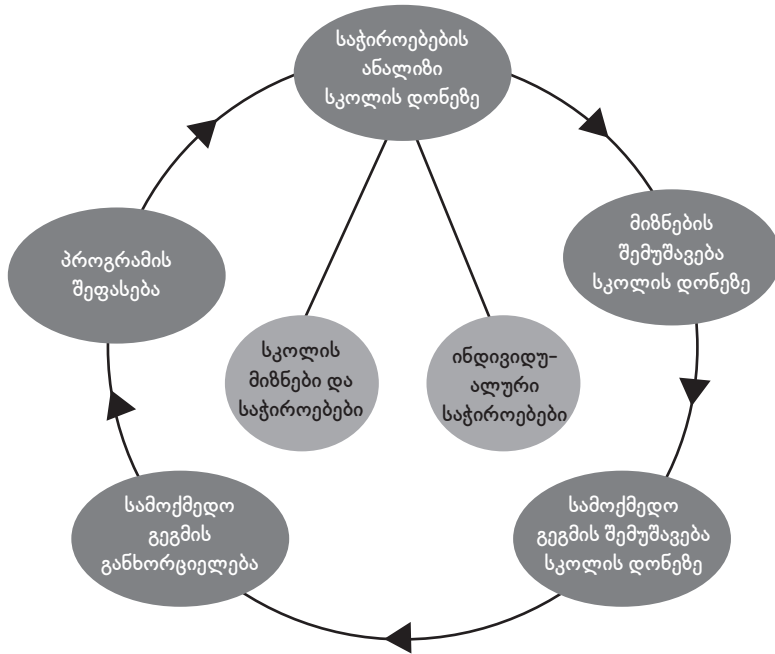 საჭიროებების
ანალიზი
სკოლის დონეზე
მიზნების
შემუშავება
სკოლის დონეზე
პროგრამის
შეფასება
სკოლის
მიზნები და
საჭიროებები
ინდივიდუ-
ალური
საჭიროებები
სამოქმედო
გეგმის
განხორციელება
სამოქმედო
გეგმის შემუშავება
სკოლის დონეზე